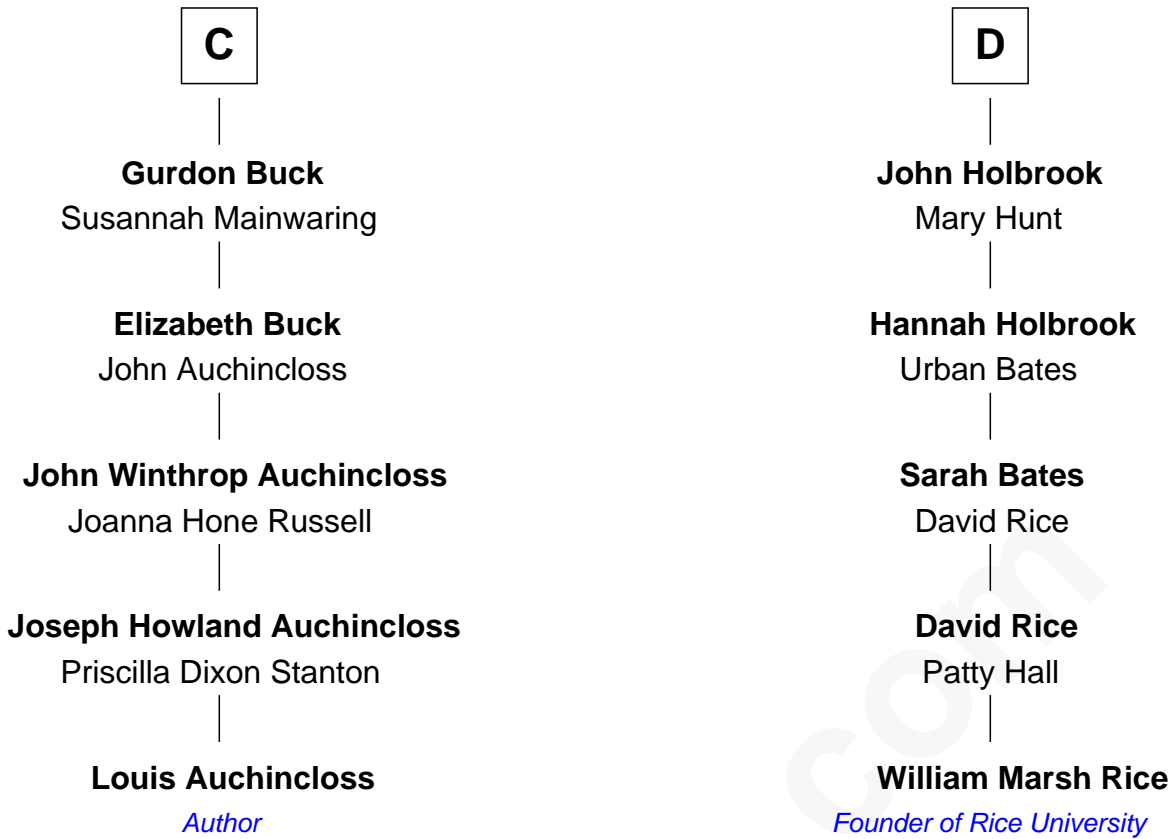 C
Gurdon Buck
Susannah Mainwaring
Elizabeth Buck
John Auchincloss
John Winthrop Auchincloss
Joanna Hone Russell
Joseph Howland Auchincloss
Priscilla Dixon Stanton
Louis Auchincloss
Author
D
John Holbrook
Mary Hunt
Hannah Holbrook
Urban Bates
Sarah Bates
David Rice
David Rice
Patty Hall
William Marsh Rice
Founder of Rice University
com